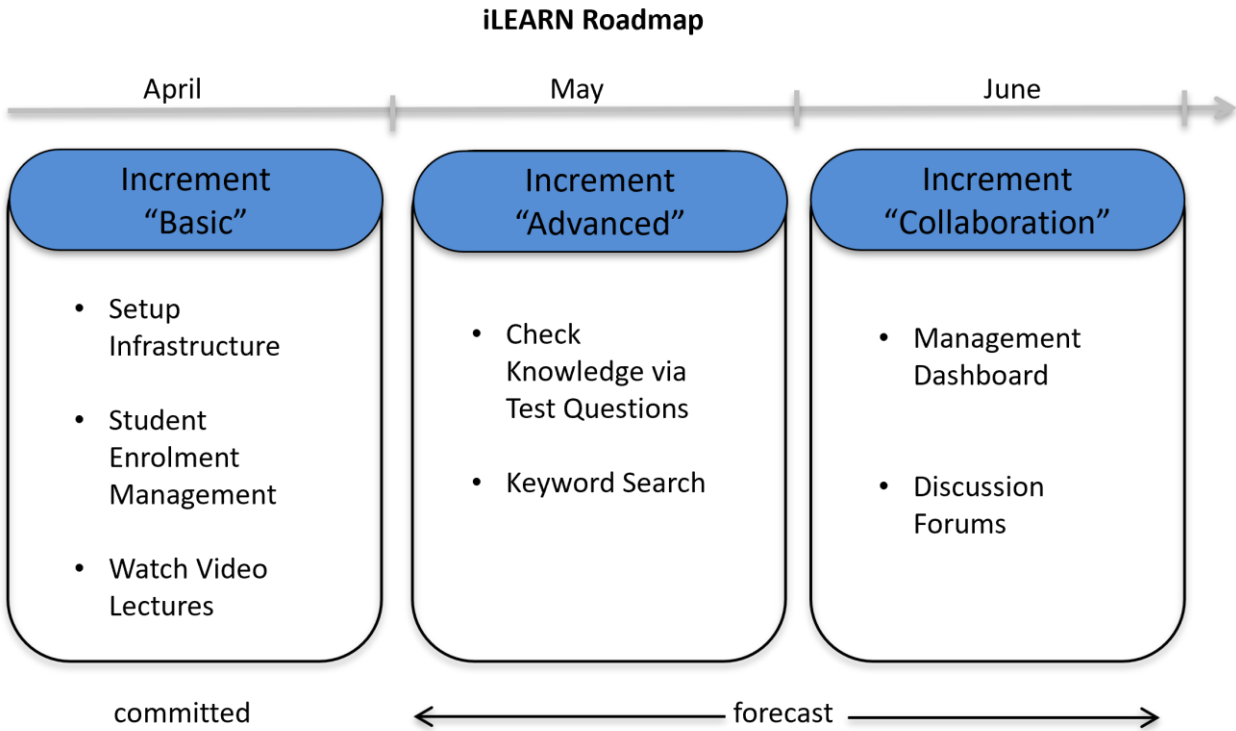 iLEARN Roadmap
April
May
June
Increment
“Basic”
• Setup
Infrastructure
• Student
Enrolment
Management
• Watch Video
Lectures
Increment
“Advanced”
• Check
Knowledge via
Test Questions
• Keyword Search
Increment
“Collaboration”
• Management
Dashboard
• Discussion
Forums
committed
forecast